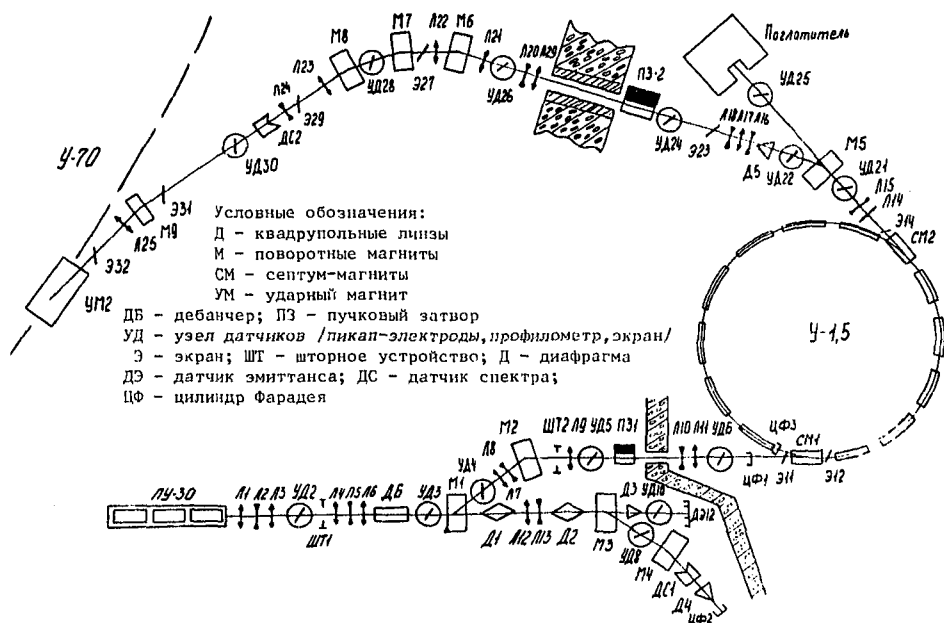 М8
М7
Л22
М6
Л21
Л20
Л29
Поглотитель
УД25
Л23
УД28
Э27
УД26
ПЗ-2
Л24
Э29
ДС2
УД24
Э23
Л18
Л17
Л16
М5
УД21
Л15
Л14
У-70
УД30
Д5
УД22
Э14
СМ2
Э31
М9
Л25
Э32
УМ2
Условные обозначения:
Д – квадрупольные линзы
М – поворотные магниты
СМ – септум-магниты
УМ – ударный магнит
ДБ – дебанчер; ПЗ – пучковый затвор
УД – узел датчиков /пикап-электроды,профилометр,экран/
Э – экран; ШТ – шторное устройство; Д – диафрагма
ДЭ – датчик эмиттанса; ДС – датчик спектра;
ЦФ – цилиндр Фарадея
У-1,5
М2
ШТ2
Л9
УД5
ПЗ1
Л10
Л11
УД6
ЦФ3
СМ1
ЦФ1
Э11
Э12
УД4
Л8
Л7
ЛУ-30
Л1
Л2
Л3
УД2
Л4
Л5
Л6
ДБ
УД3
М1
Д3
УД10
ДЭ12
ШТ1
Д1
Л12
Л13
Д2
М3
УД8
М4
ДС1
Д4
ЦФ2